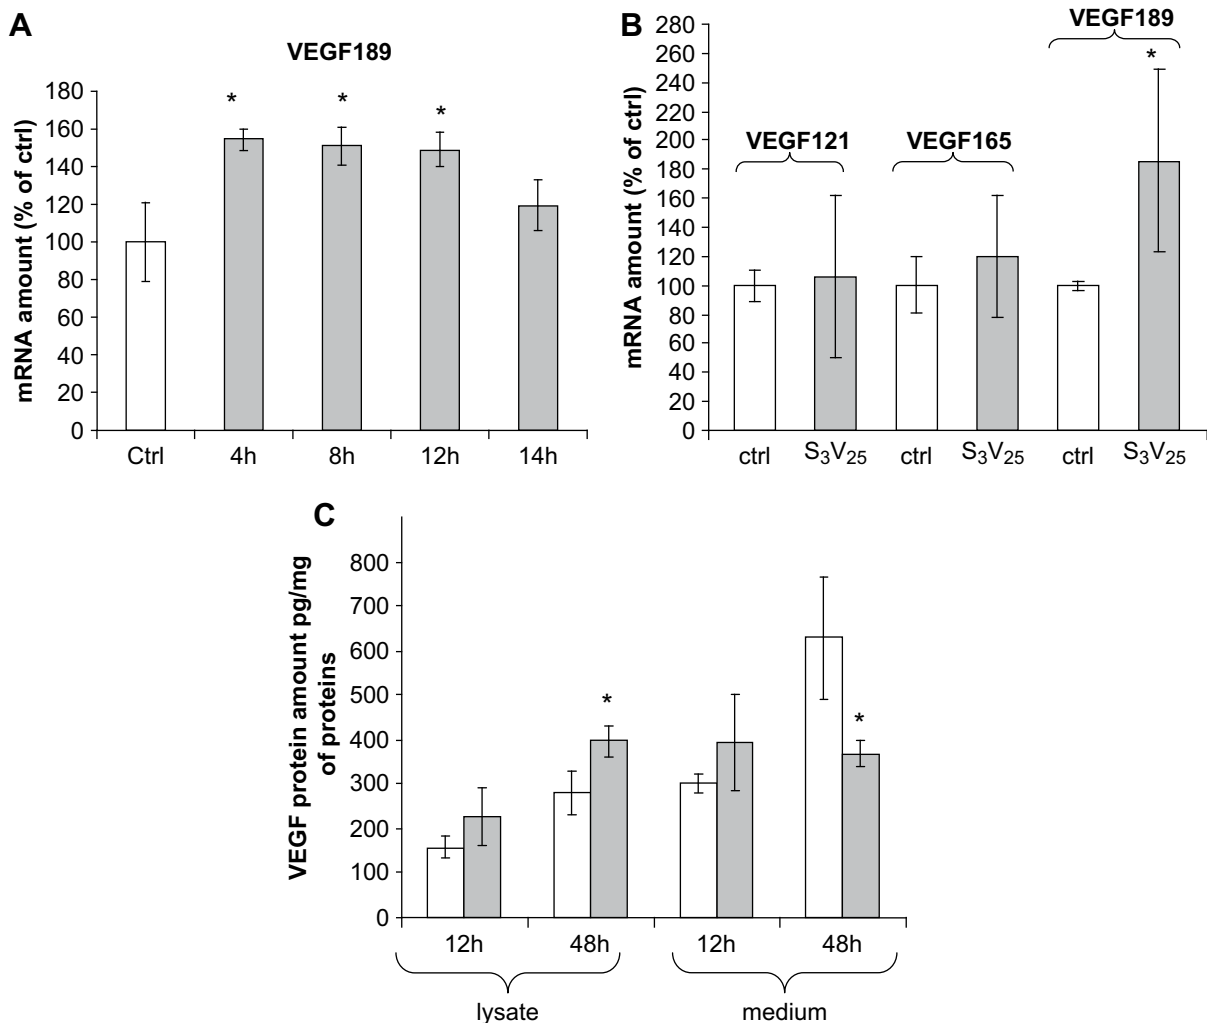 A
VEGF189
mRNA amount (% of ctrl)
180
160
140
120
100
80
60
40
20
0
* * *
Ctrl 4h 8h 12h 14h
B
mRNA amount (% of ctrl)
280
260
240
220
200
180
160
140
120
100
80
60
40
20
0
VEGF121 VEGF165 VEGF189
*
ctrl S₃V₂₅ ctrl S₃V₂₅ ctrl S₃V₂₅
C
VEGF protein amount pg/mg
of proteins
800
700
600
500
400
300
200
100
0
* *
12h 48h 12h 48h
lysate medium